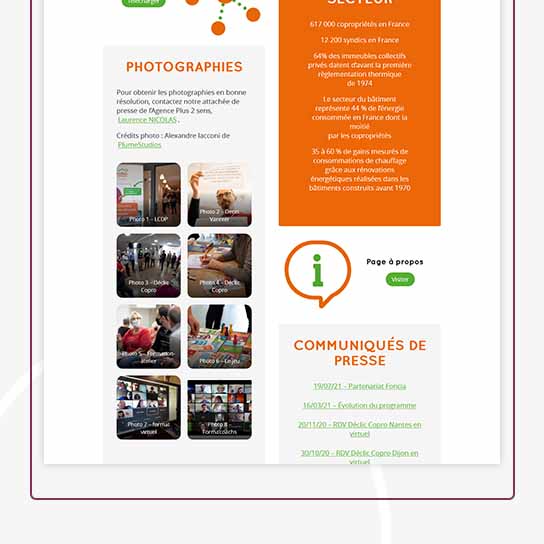 Télécharger
PHOTOGRAPHIES
Pour obtenir les photographies en bonne
résolution, contactez notre attachée de
presse de l'Agence Plus 2 sens,
Laurence NICOLAS .
Crédits photo : Alexandre Iacconi de
PlumeStudios
Photo 1 – LCDP
Photo 2 – Denis
Vannier
Photo 3 – Déclic
Copro
Photo 4 – Déclic
Copro
Photo 5 – Formation-
atelier
Photo 6 – En jeu
Photo 7 – format
virtuel
Photo 8 –
Formacoachs
SECTEUR
617 000 copropriétés en France
12 200 syndics en France
64% des immeubles collectifs
privés datent d'avant la première
règlementation thermique
de 1974
Le secteur du bâtiment
représente 44 % de l'énergie
consommée en France dont la
moitié
par les copropriétés
35 à 60 % de gains mesurés de
consommations de chauffage
grâce aux rénovations
énergétiques réalisées dans les
bâtiments construits avant 1970
i
Page à propos
Visiter
COMMUNIQUÉS DE
PRESSE
19/07/21 – Partenariat Foncia
16/03/21 – Évolution du programme
20/11/20 – RDV Déclic Copro Nantes en
virtuel
30/10/20 – RDV Déclic Copro Dijon en
virtuel